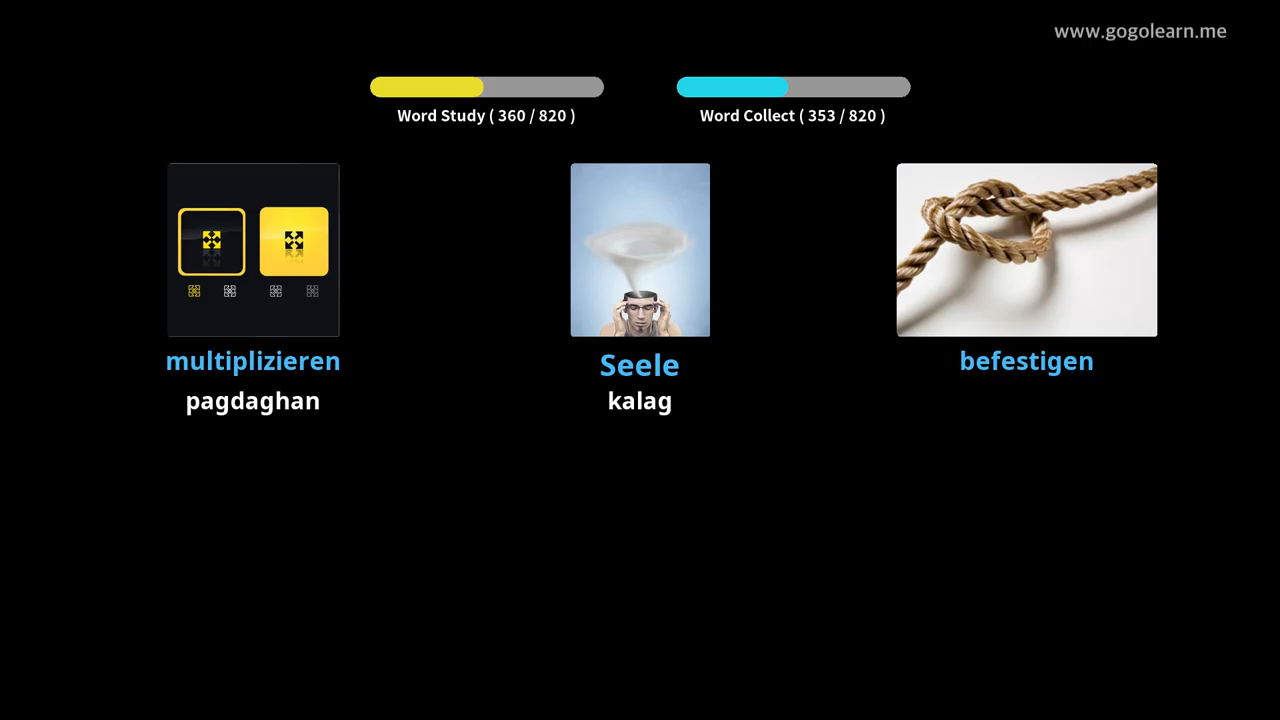 www.gogolearn.me
Word Study ( 360 / 820 )
Word Collect ( 353 / 820 )
multiplizieren
pagdaghan
Seele
kalag
befestigen